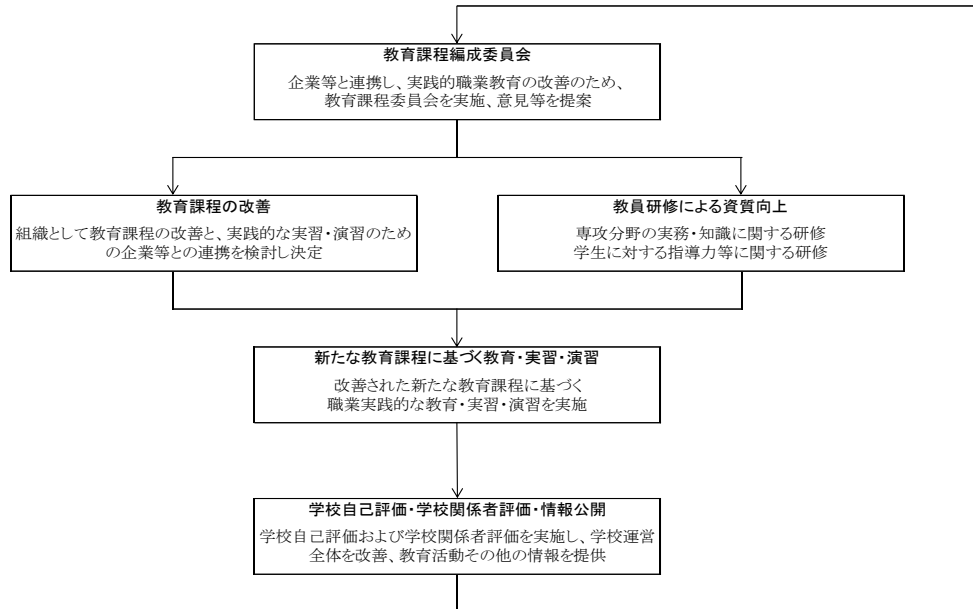 教育課程編成委員会
企業等と連携し、実践的職業教育の改善のため、
教育課程委員会を実施、意見等を提案
教育課程の改善
組織として教育課程の改善と、実践的な実習・演習のため
の企業等との連携を検討し決定
教員研修による資質向上
専攻分野の実務・知識に関する研修
学生に対する指導力等に関する研修
新たな教育課程に基づく教育・実習・演習
改善された新たな教育課程に基づく
職業実践的な教育・実習・演習を実施
学校自己評価・学校関係者評価・情報公開
学校自己評価および学校関係者評価を実施し、学校運営
全体を改善、教育活動その他の情報を提供